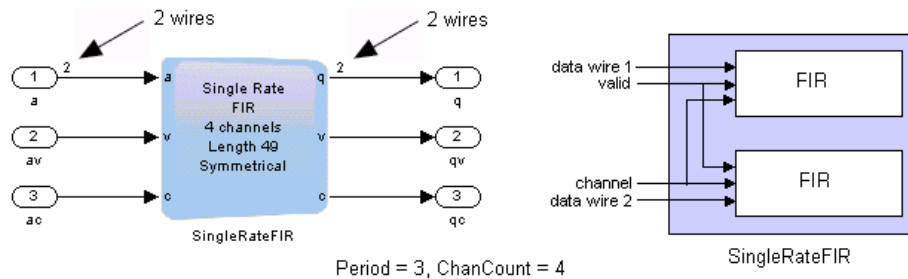 2 wires
2 wires
1
2
a
a
q
2
1
q
Single Rate
FIR
4 channels
Length 49
Symmetrical
2
av
v
v
2
qv
3
ac
c
c
3
qc
SingleRateFIR
data wire 1
valid
FIR
channel
data wire 2
FIR
SingleRateFIR
Period = 3, ChanCount = 4